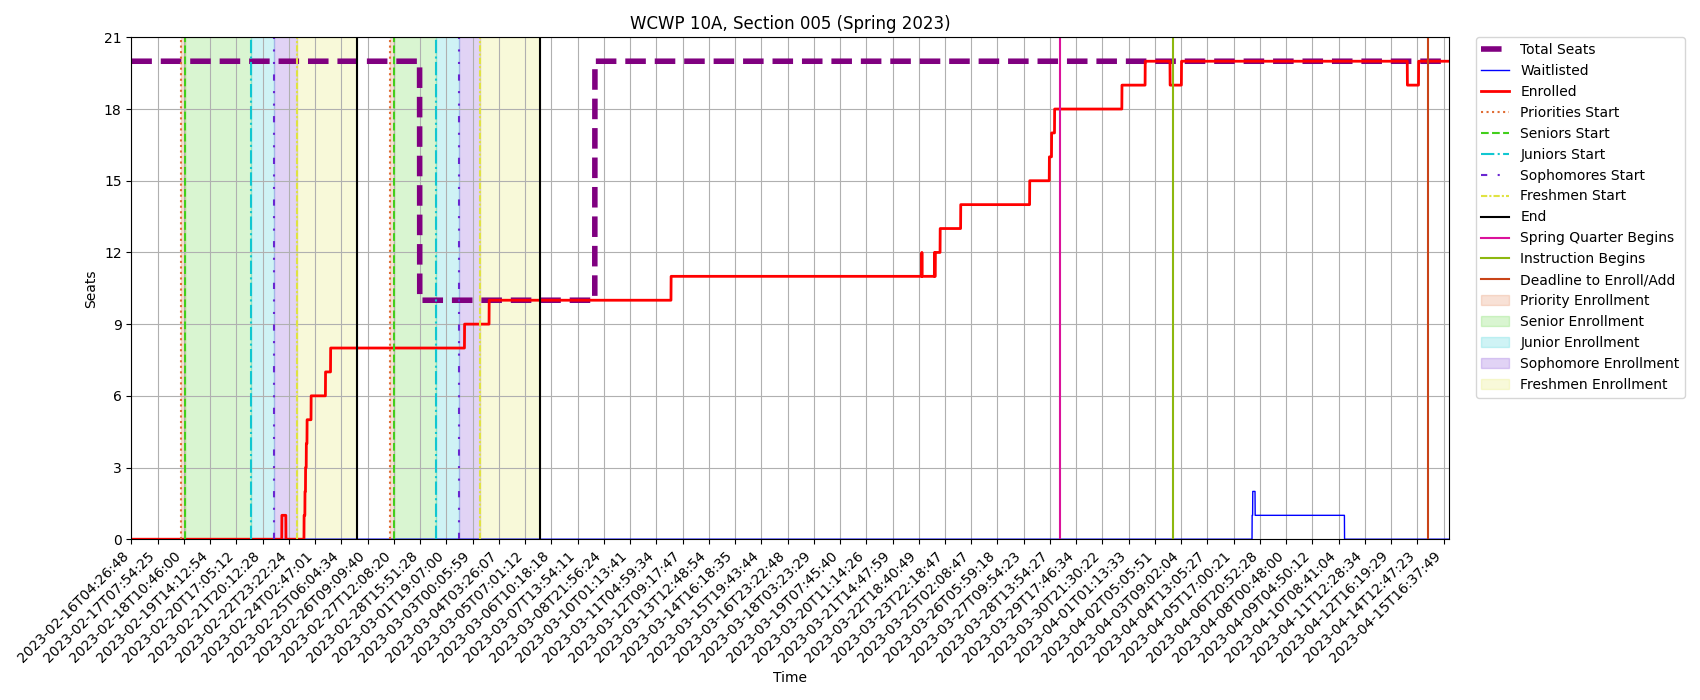 WCWP 10A, Section 005 (Spring 2023)
Total Seats
Waitlisted
Enrolled
Priorities Start
Seniors Start
Juniors Start
Sophomores Start
Freshmen Start
End
Spring Quarter Begins
Instruction Begins
Deadline to Enroll/Add
Priority Enrollment
Senior Enrollment
Junior Enrollment
Sophomore Enrollment
Freshmen Enrollment
Seats
21
18
15
12
9
6
3
0
2023-02-16T04:26:48
2023-02-17T07:54:25
2023-02-18T10:46:00
2023-02-19T14:12:54
2023-02-20T17:05:12
2023-02-21T20:12:28
2023-02-22T23:22:24
2023-02-24T02:47:01
2023-02-25T06:04:34
2023-02-26T09:09:40
2023-02-27T12:08:20
2023-02-28T15:51:28
2023-03-01T19:07:00
2023-03-03T00:05:59
2023-03-04T03:26:07
2023-03-05T07:01:12
2023-03-06T10:18:18
2023-03-07T13:54:11
2023-03-08T21:56:24
2023-03-10T01:13:41
2023-03-11T04:59:34
2023-03-12T09:17:47
2023-03-13T12:48:54
2023-03-14T16:18:35
2023-03-15T19:43:44
2023-03-16T23:22:48
2023-03-18T03:23:29
2023-03-19T07:45:40
2023-03-20T11:14:26
2023-03-21T14:47:59
2023-03-22T18:40:49
2023-03-23T22:18:47
2023-03-25T02:08:47
2023-03-26T05:59:18
2023-03-27T09:54:23
2023-03-28T13:54:27
2023-03-29T17:46:34
2023-03-30T21:30:22
2023-04-01T01:13:33
2023-04-02T05:05:51
2023-04-03T09:02:04
2023-04-04T13:05:27
2023-04-05T17:00:21
2023-04-06T20:52:28
2023-04-08T00:48:00
2023-04-09T04:50:12
2023-04-10T08:41:04
2023-04-11T12:28:34
2023-04-12T16:19:29
2023-04-14T12:47:23
2023-04-15T16:37:49
Time